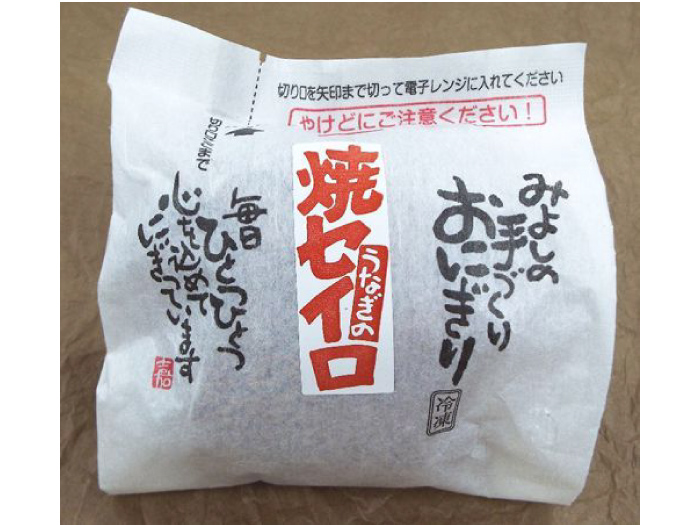 切り口を矢印まで切って電子レンジに入れてください
やけどにご注意ください！
みよしの
手づくり
おにぎり
冷凍
うなぎの
焼セイロ
毎日
ひとつひとつ
心を込めて
にぎっています